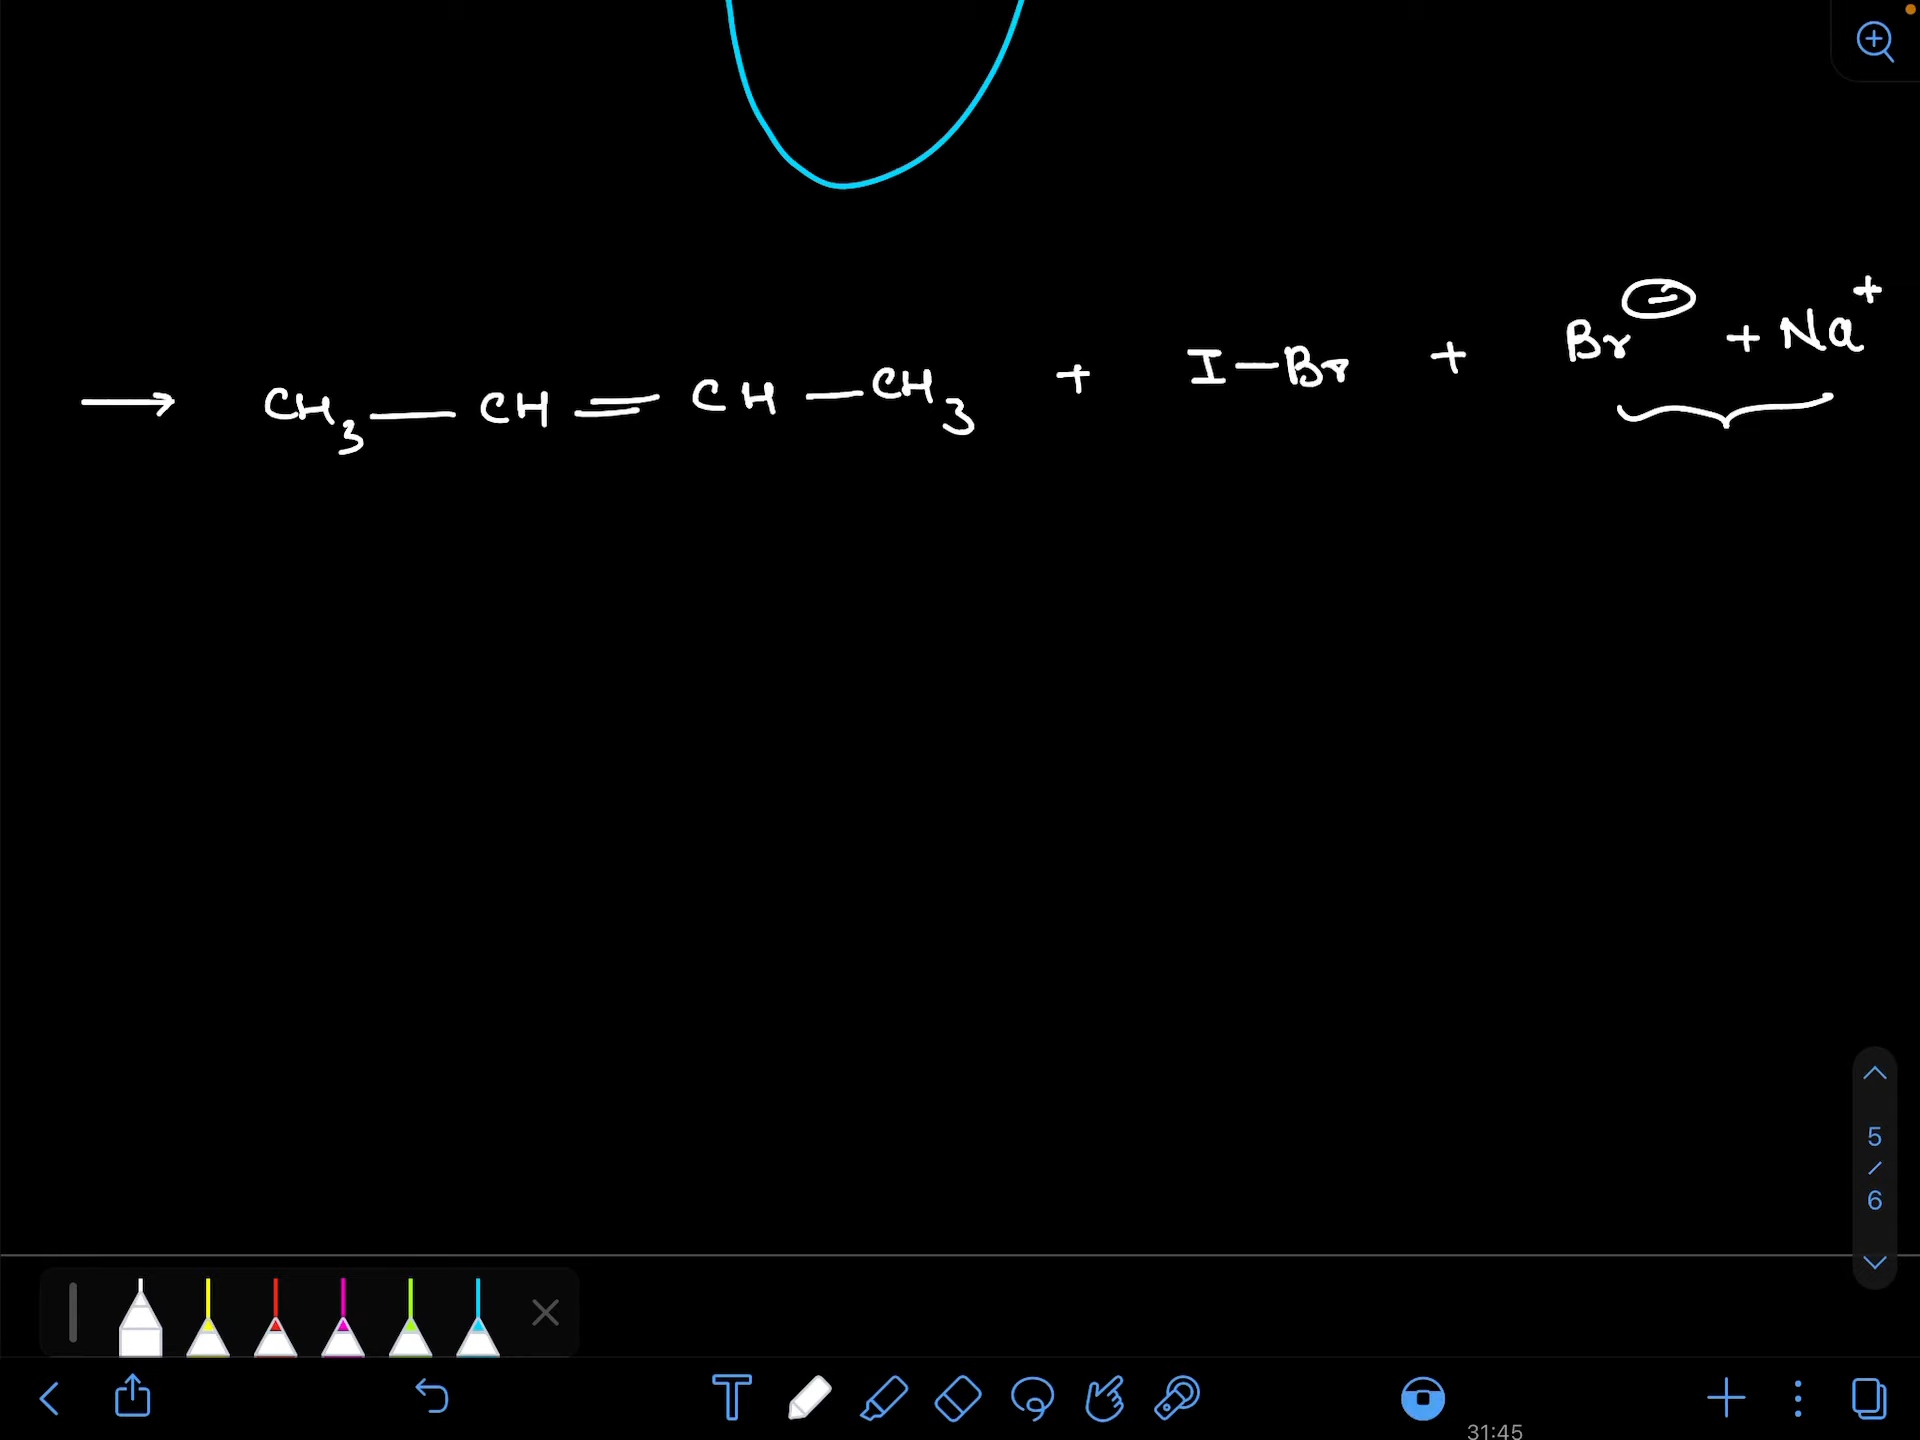 ⟶ CH₃—CH=CH—CH₃ + I—Br + Br⊖ + Na⁺
5
/
6
31:45